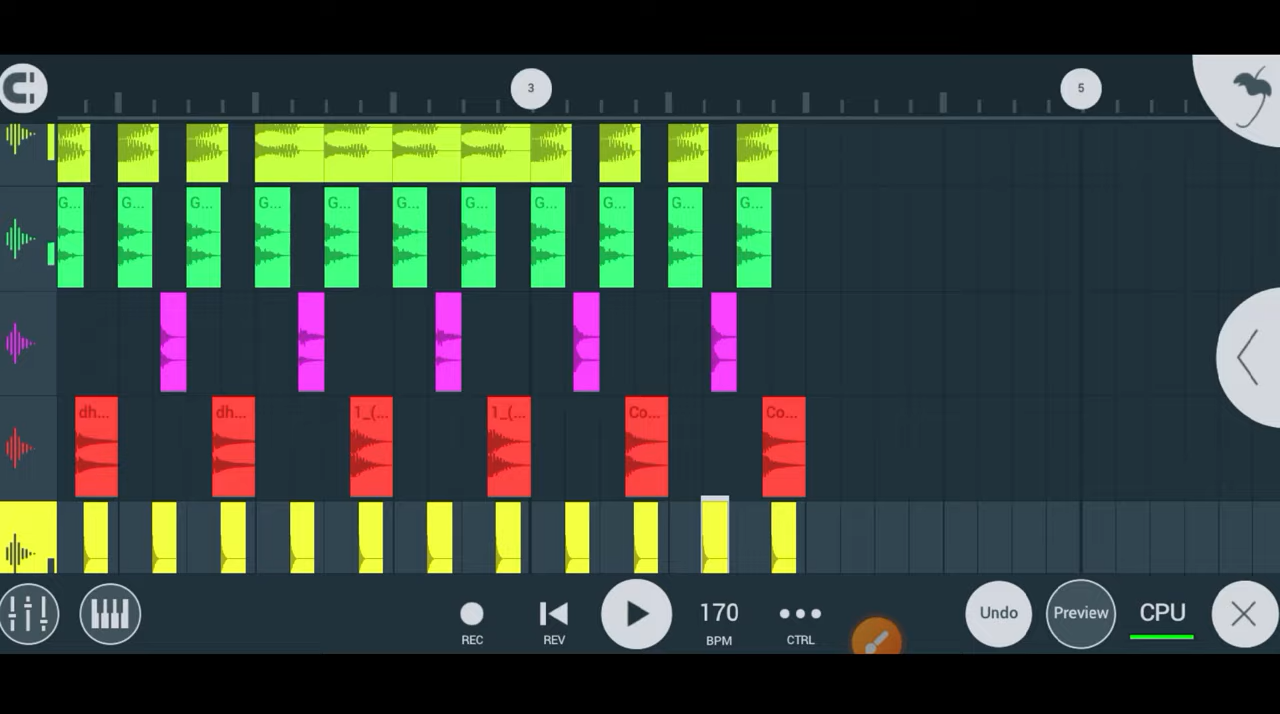 3 5
G... G... G... G... G... G... G... G... G... G... G...
dh... dh... 1_(... 1_(... Co... Co...
170 Undo Preview CPU
REC REV BPM CTRL